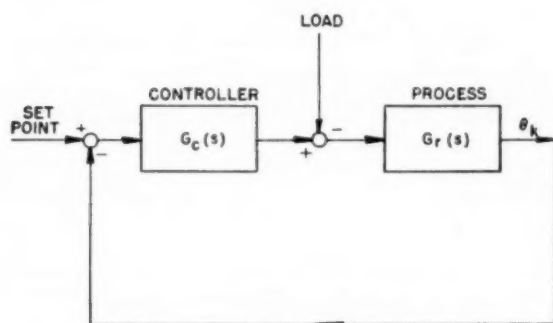 LOAD
CONTROLLER
PROCESS
SET
POINT
+
-
G_c(s)
+
-
G_r(s)
θ_k